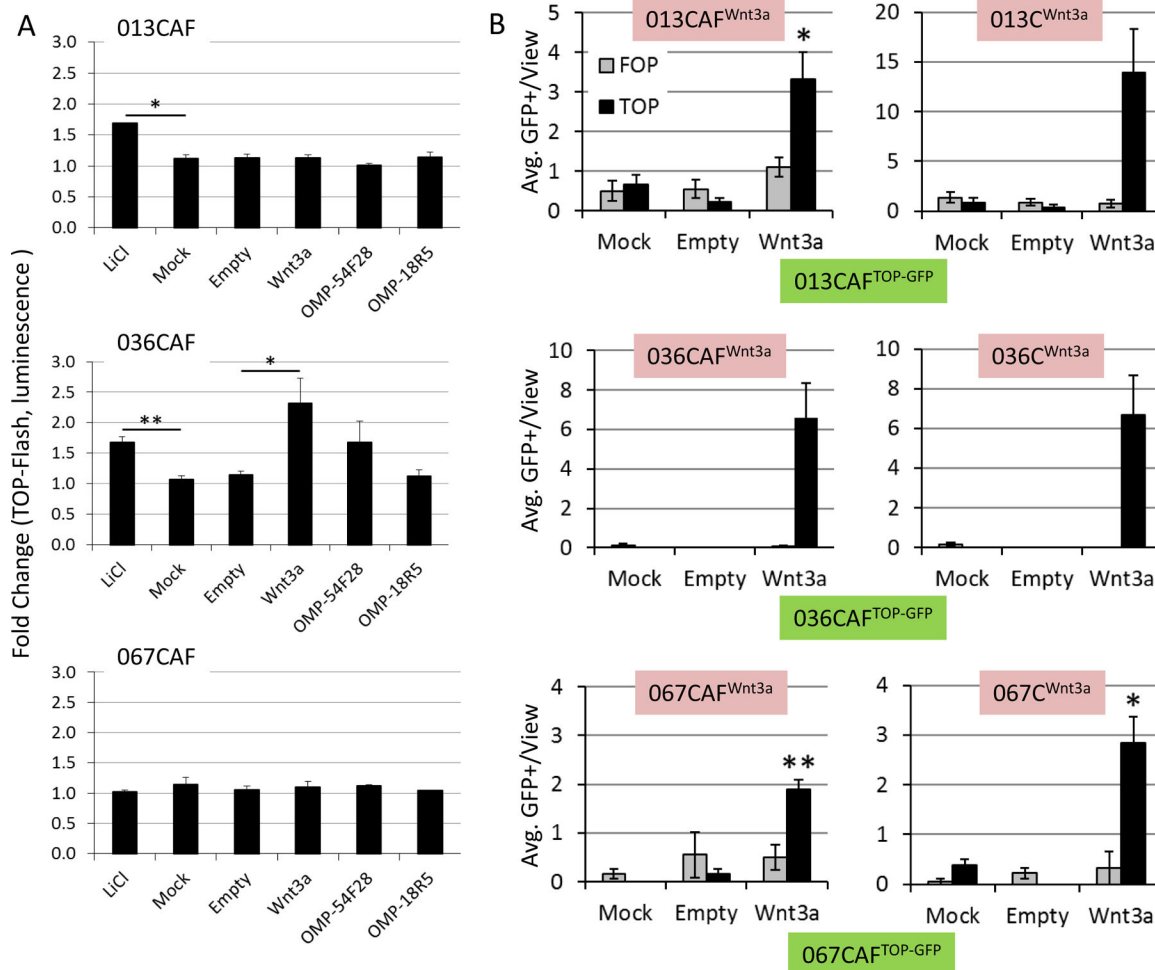 A
Fold Change (TOP-Flash, luminescence )
013CAF
3.0
2.5
2.0
1.5
1.0
0.5
0.0
*
LiCl
Mock
Empty
Wnt3a
OMP-54F28
OMP-18R5
036CAF
3.0
2.5
2.0
1.5
1.0
0.5
0.0
**
*
LiCl
Mock
Empty
Wnt3a
OMP-54F28
OMP-18R5
067CAF
3.0
2.5
2.0
1.5
1.0
0.5
0.0
LiCl
Mock
Empty
Wnt3a
OMP-54F28
OMP-18R5
B
013CAFWnt3a
Avg. GFP+/View
5
4
3
2
1
0
FOP
TOP
*
Mock Empty Wnt3a
013CWnt3a
20
15
10
5
0
Mock Empty Wnt3a
013CAFTOP-GFP
036CAFWnt3a
Avg. GFP+/View
10
8
6
4
2
0
Mock Empty Wnt3a
036CWnt3a
10
8
6
4
2
0
Mock Empty Wnt3a
036CAFTOP-GFP
067CAFWnt3a
Avg. GFP+/View
4
3
2
1
0
**
Mock Empty Wnt3a
067CWnt3a
4
3
2
1
0
*
Mock Empty Wnt3a
067CAFTOP-GFP